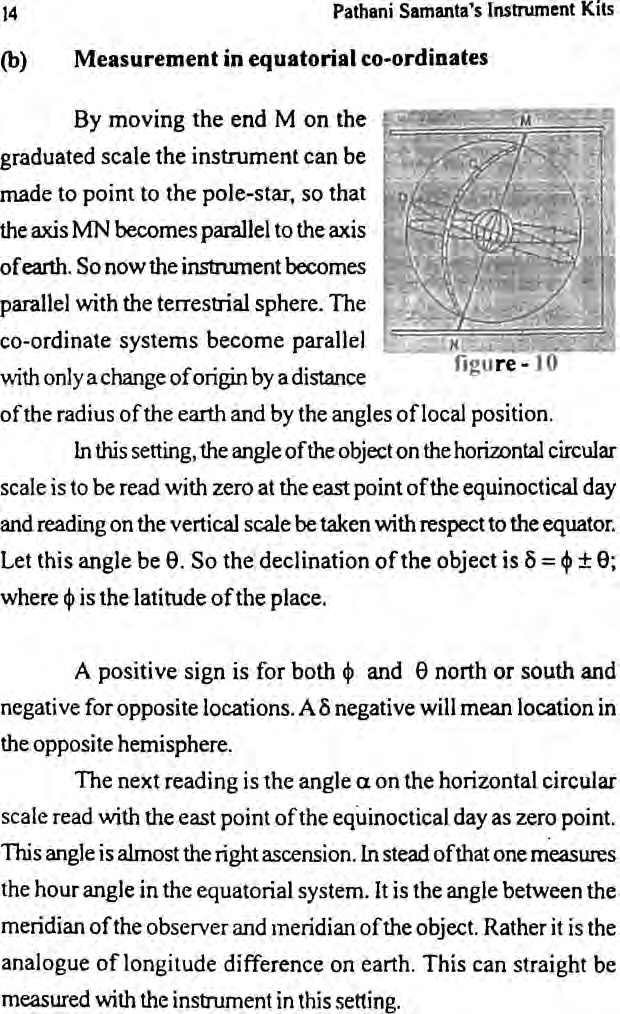 14 Pathani Samanta's Instrument Kits
(b) Measurement in equatorial co-ordinates
By moving the end M on the
graduated scale the instrument can be
made to point to the pole-star, so that
the axis MN becomes parallel to the axis
of earth. So now the instrument becomes
parallel with the terrestrial sphere. The
co-ordinate systems become parallel
with only a change of origin by a distance
M
N
figure - 10
of the radius of the earth and by the angles of local position.
In this setting, the angle of the object on the horizontal circular
scale is to be read with zero at the east point of the equinoctical day
and reading on the vertical scale be taken with respect to the equator.
Let this angle be θ. So the declination of the object is δ = ϕ ± θ;
where ϕ is the latitude of the place.
A positive sign is for both ϕ and θ north or south and
negative for opposite locations. A δ negative will mean location in
the opposite hemisphere.
The next reading is the angle α on the horizontal circular
scale read with the east point of the equinoctical day as zero point.
This angle is almost the right ascension. In stead of that one measures
the hour angle in the equatorial system. It is the angle between the
meridian of the observer and meridian of the object. Rather it is the
analogue of longitude difference on earth. This can straight be
measured with the instrument in this setting.